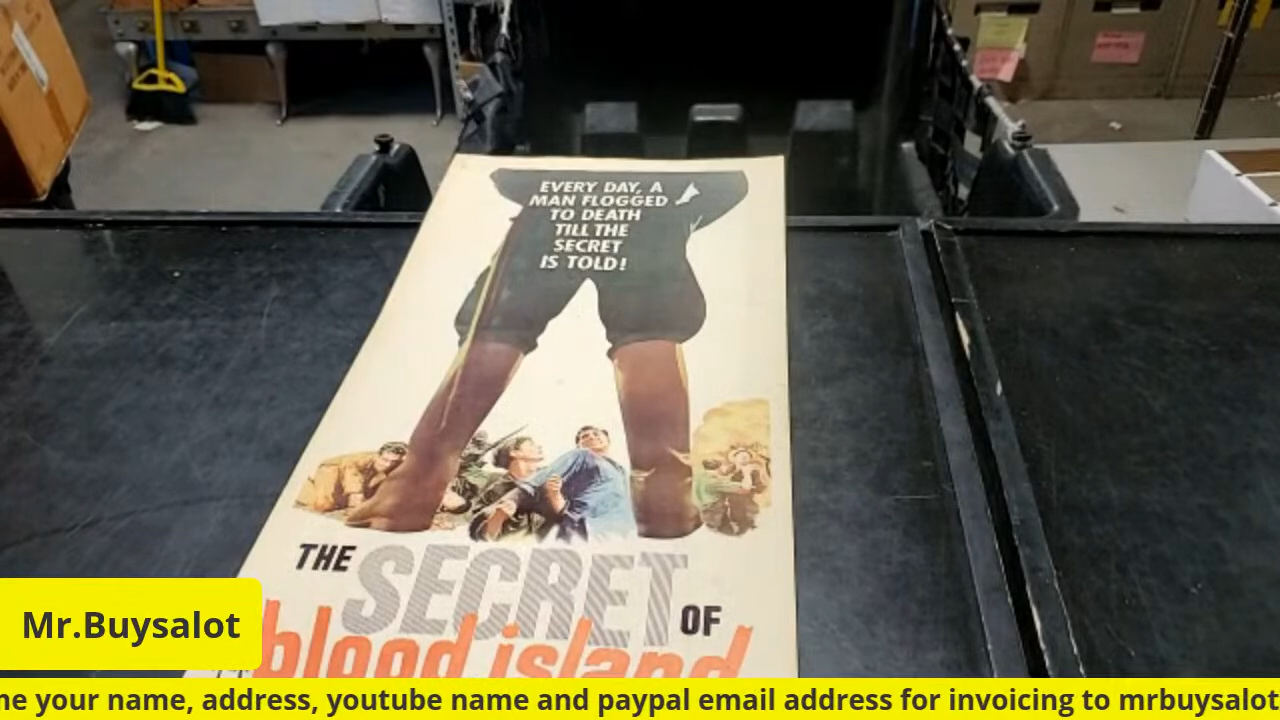 EVERY DAY, A
MAN FLOGGED
TO DEATH
TILL THE
SECRET
IS TOLD!
THE SECRET OF
blood island
Mr.Buysalot
me your name, address, youtube name and paypal email address for invoicing to mrbuysalot